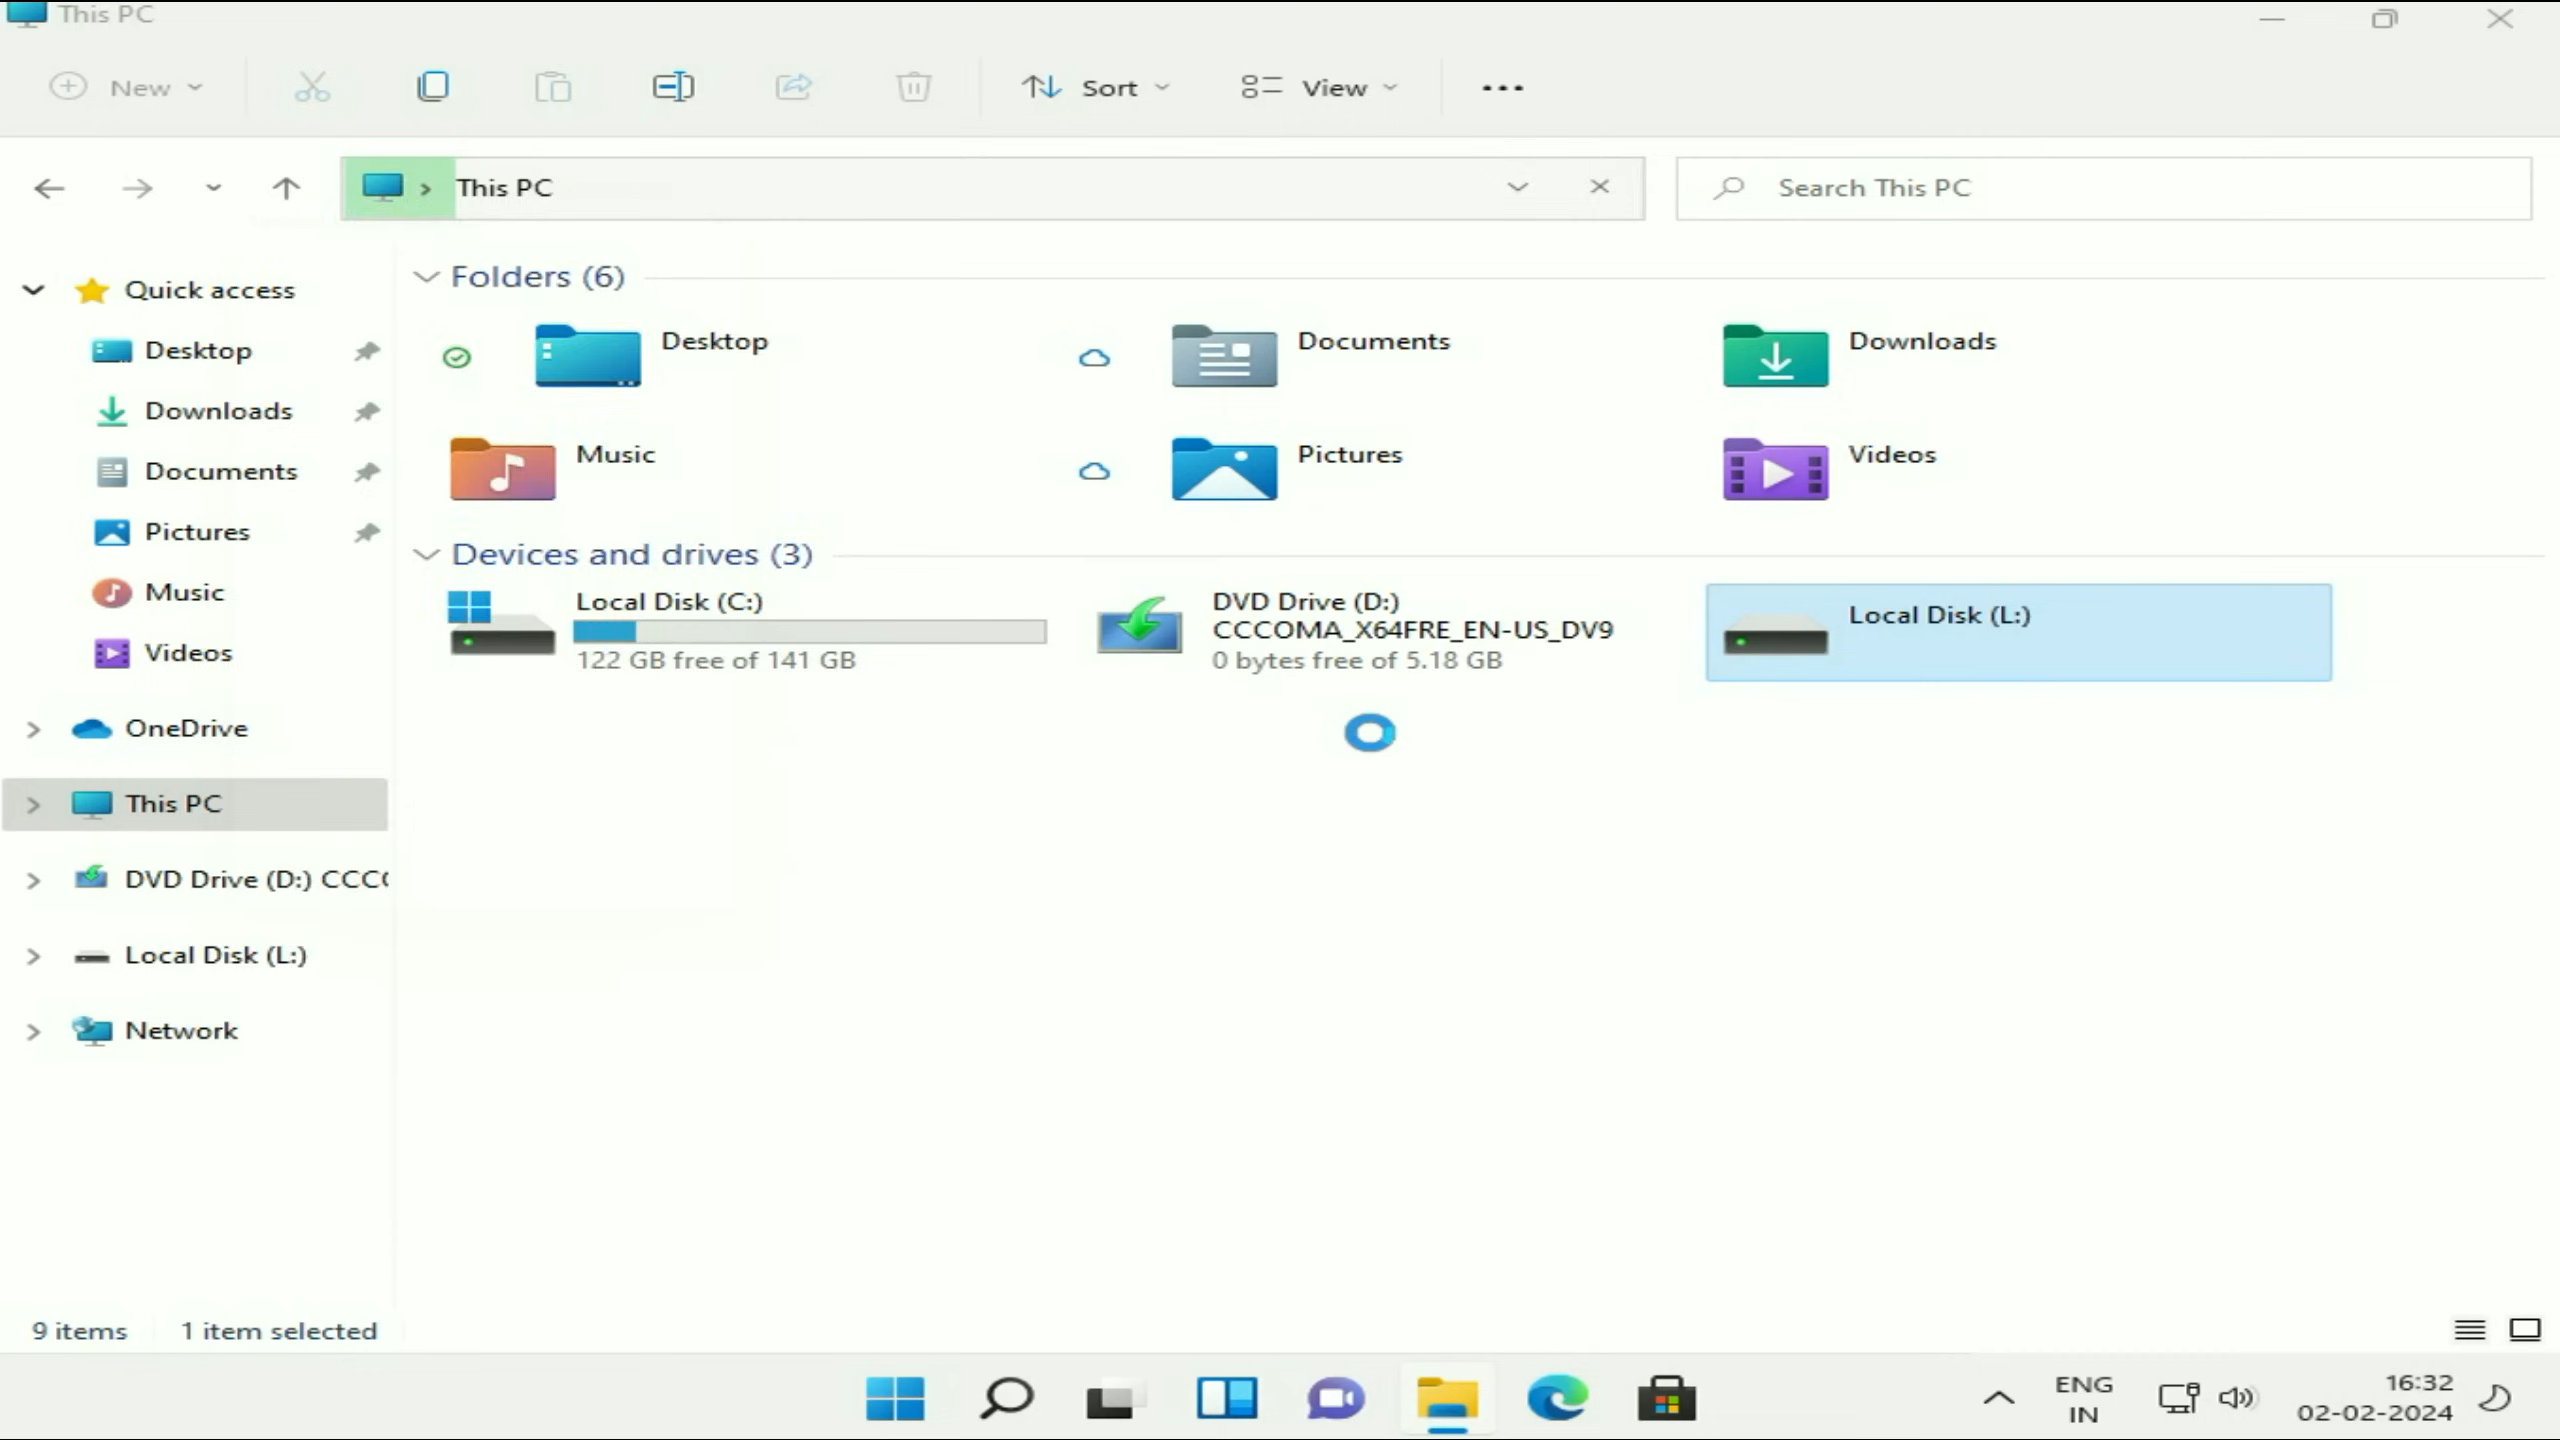 This PC
New
Sort
View
This PC
Search This PC
Quick access
Desktop
Downloads
Documents
Pictures
Music
Videos
OneDrive
This PC
DVD Drive (D:) CCC
Local Disk (L:)
Network
Folders (6)
Desktop
Documents
Downloads
Music
Pictures
Videos
Devices and drives (3)
Local Disk (C:)
122 GB free of 141 GB
DVD Drive (D:)
CCCOMA_X64FRE_EN-US_DV9
0 bytes free of 5.18 GB
Local Disk (L:)
9 items
1 item selected
ENG
IN
16:32
02-02-2024